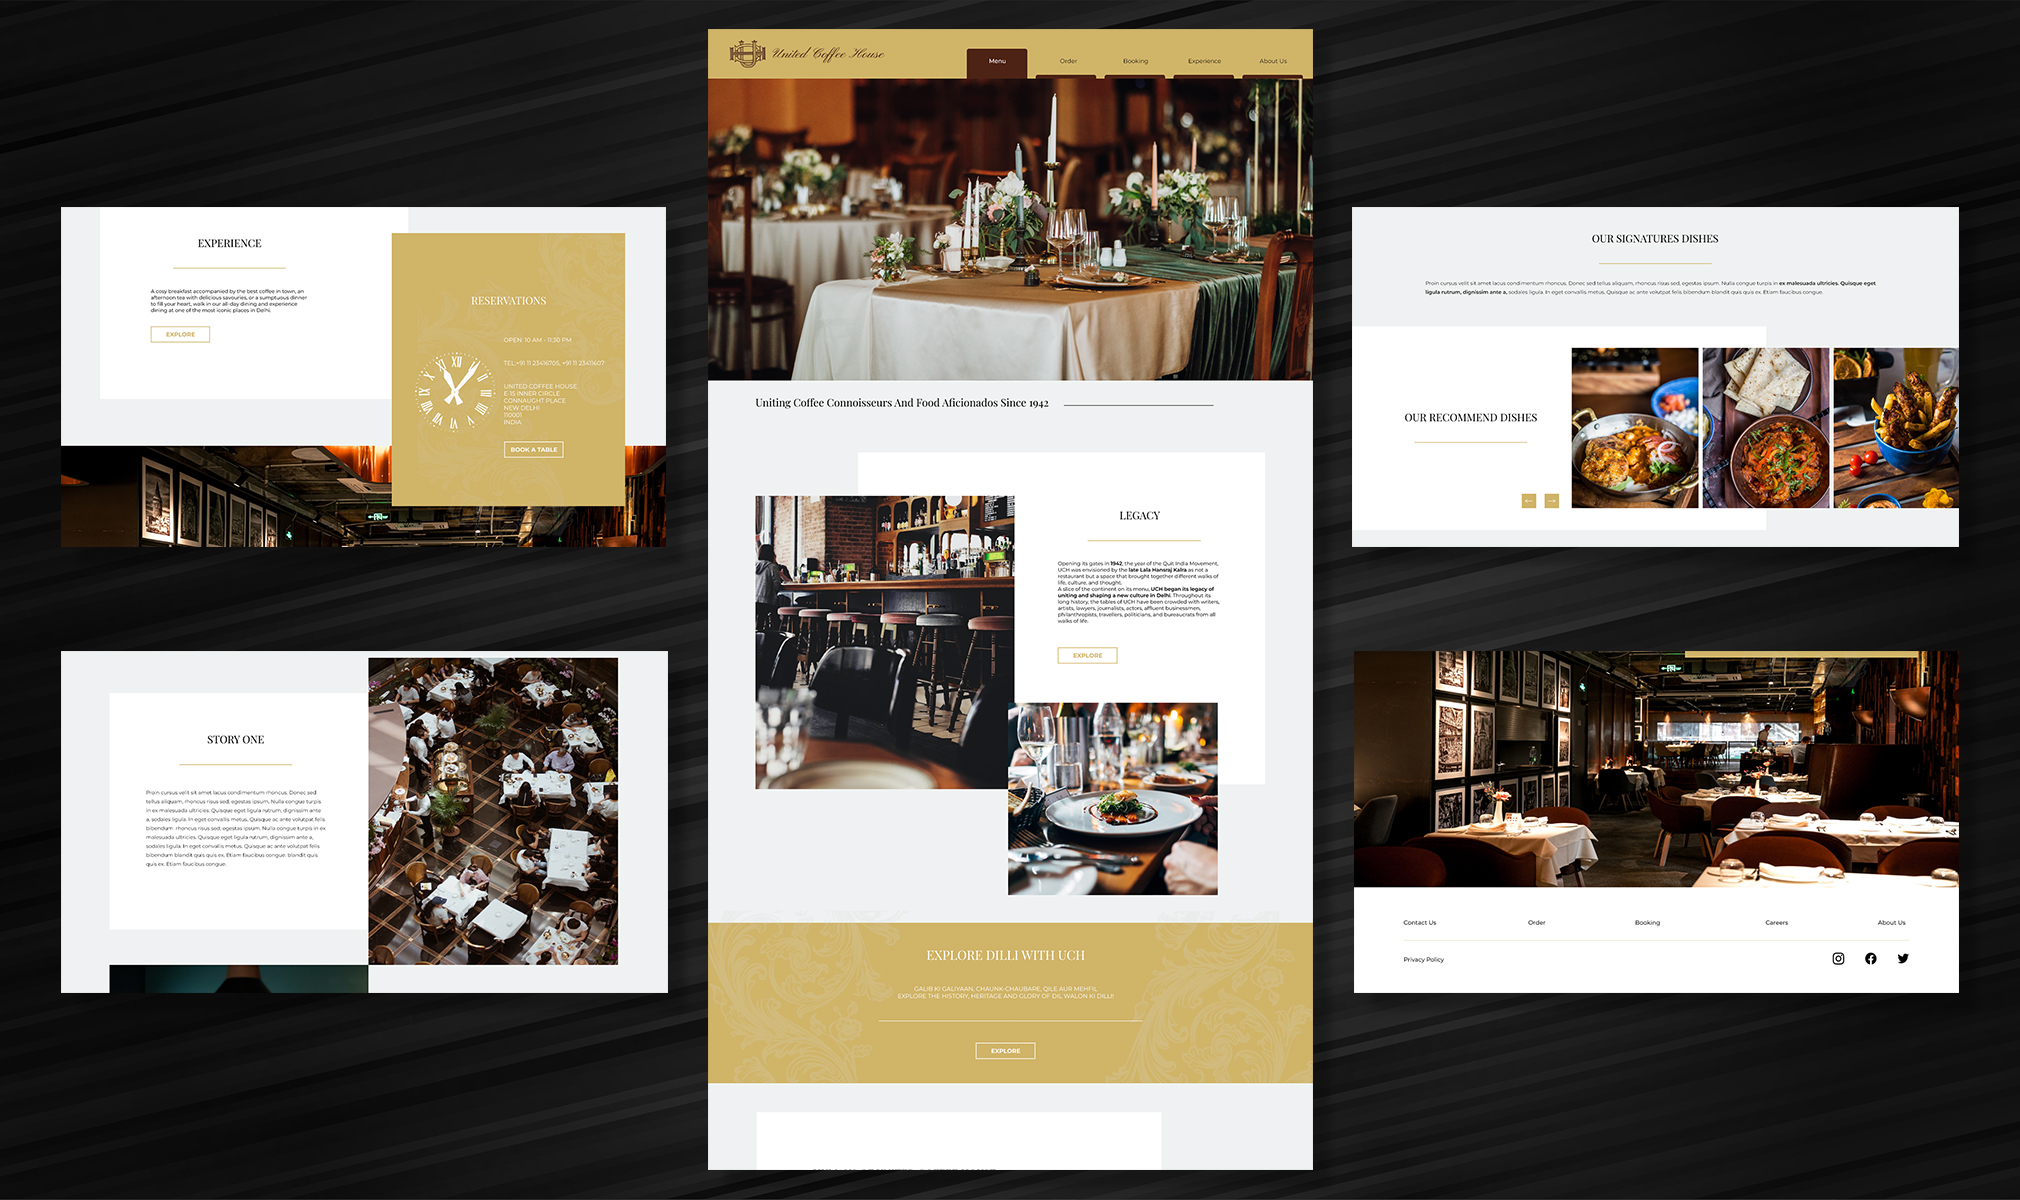 United Coffee House
Menu
Order
Booking
Experience
About Us
Uniting Coffee Connoisseurs And Food Aficionados Since 1942
LEGACY
Opening its gates in 1942, the year of the Quit India Movement,
UCH was envisioned by the late Lala Hansraj Kalra as not a
restaurant but a space that brought together different walks of
life, culture, and thought.
A slice of the continent on its menu, UCH began its legacy of
uniting and shaping a new culture in Delhi. Throughout its
long history, the tables of UCH have been crowded with writers,
artists, lawyers, journalists, actors, affluent businessmen,
philanthropists, travellers, politicians, and bureaucrats from all
walks of life.
EXPLORE
EXPLORE DILLI WITH UCH
GALIB KI GALIYAAN, CHAUNK-CHAUBARE, QILE AUR MEHFIL
EXPLORE THE HISTORY, HERITAGE AND GLORY OF DIL WALON KI DILLI!
EXPLORE
EXPERIENCE
A cosy breakfast accompanied by the best coffee in town, an
afternoon tea with delicious savouries, or a sumptuous dinner
to fill your heart, walk in our all-day dining and experience
dining at one of the most iconic places in Delhi.
EXPLORE
RESERVATIONS
OPEN: 10 AM - 11:30 PM
TEL:+91 11 23416705, +91 11 23411607
UNITED COFFEE HOUSE
E-15 INNER CIRCLE
CONNAUGHT PLACE
NEW DELHI
110001
INDIA
BOOK A TABLE
STORY ONE
Proin cursus velit sit amet lacus condimentum rhoncus. Donec sed
tellus aliquam, rhoncus risus sed, egestas ipsum. Nulla congue turpis
in ex malesuada ultricies. Quisque eget ligula rutrum, dignissim ante
a, sodales ligula. In eget convallis metus. Quisque ac ante volutpat felis
bibendum rhoncus risus sed, egestas ipsum. Nulla congue turpis in ex
malesuada ultricies. Quisque eget ligula rutrum, dignissim ante a,
sodales ligula. In eget convallis metus. Quisque ac ante volutpat felis
bibendum blandit quis quis ex. Etiam faucibus congue. blandit quis
quis ex. Etiam faucibus congue.
OUR SIGNATURES DISHES
Proin cursus velit sit amet lacus condimentum rhoncus. Donec sed tellus aliquam, rhoncus risus sed, egestas ipsum. Nulla congue turpis in ex malesuada ultricies. Quisque eget
ligula rutrum, dignissim ante a, sodales ligula. In eget convallis metus. Quisque ac ante volutpat felis bibendum blandit quis quis ex. Etiam faucibus congue.
OUR RECOMMEND DISHES
Contact Us
Order
Booking
Careers
About Us
Privacy Policy